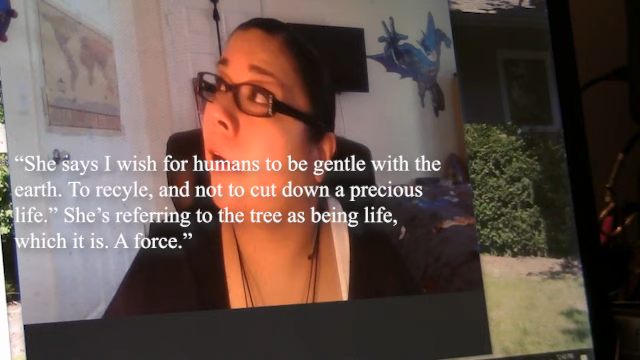 “She says I wish for humans to be gentle with the
earth. To recyle, and not to cut down a precious
life.” She’s referring to the tree as being life,
which it is. A force.”